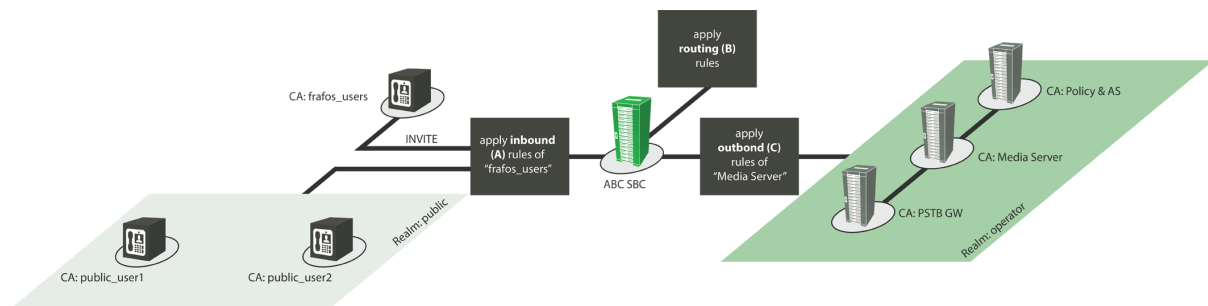 apply
routing (B)
rules
CA: frafos_users
INVITE
apply inbound
(A) rules of
"frafos_users"
ABC SBC
apply
outbond (C)
rules of
"Media Server"
CA: Policy & AS
CA: Media Server
CA: PSTB GW
Realm: operator
Realm: public
CA: public_user1
CA: public_user2